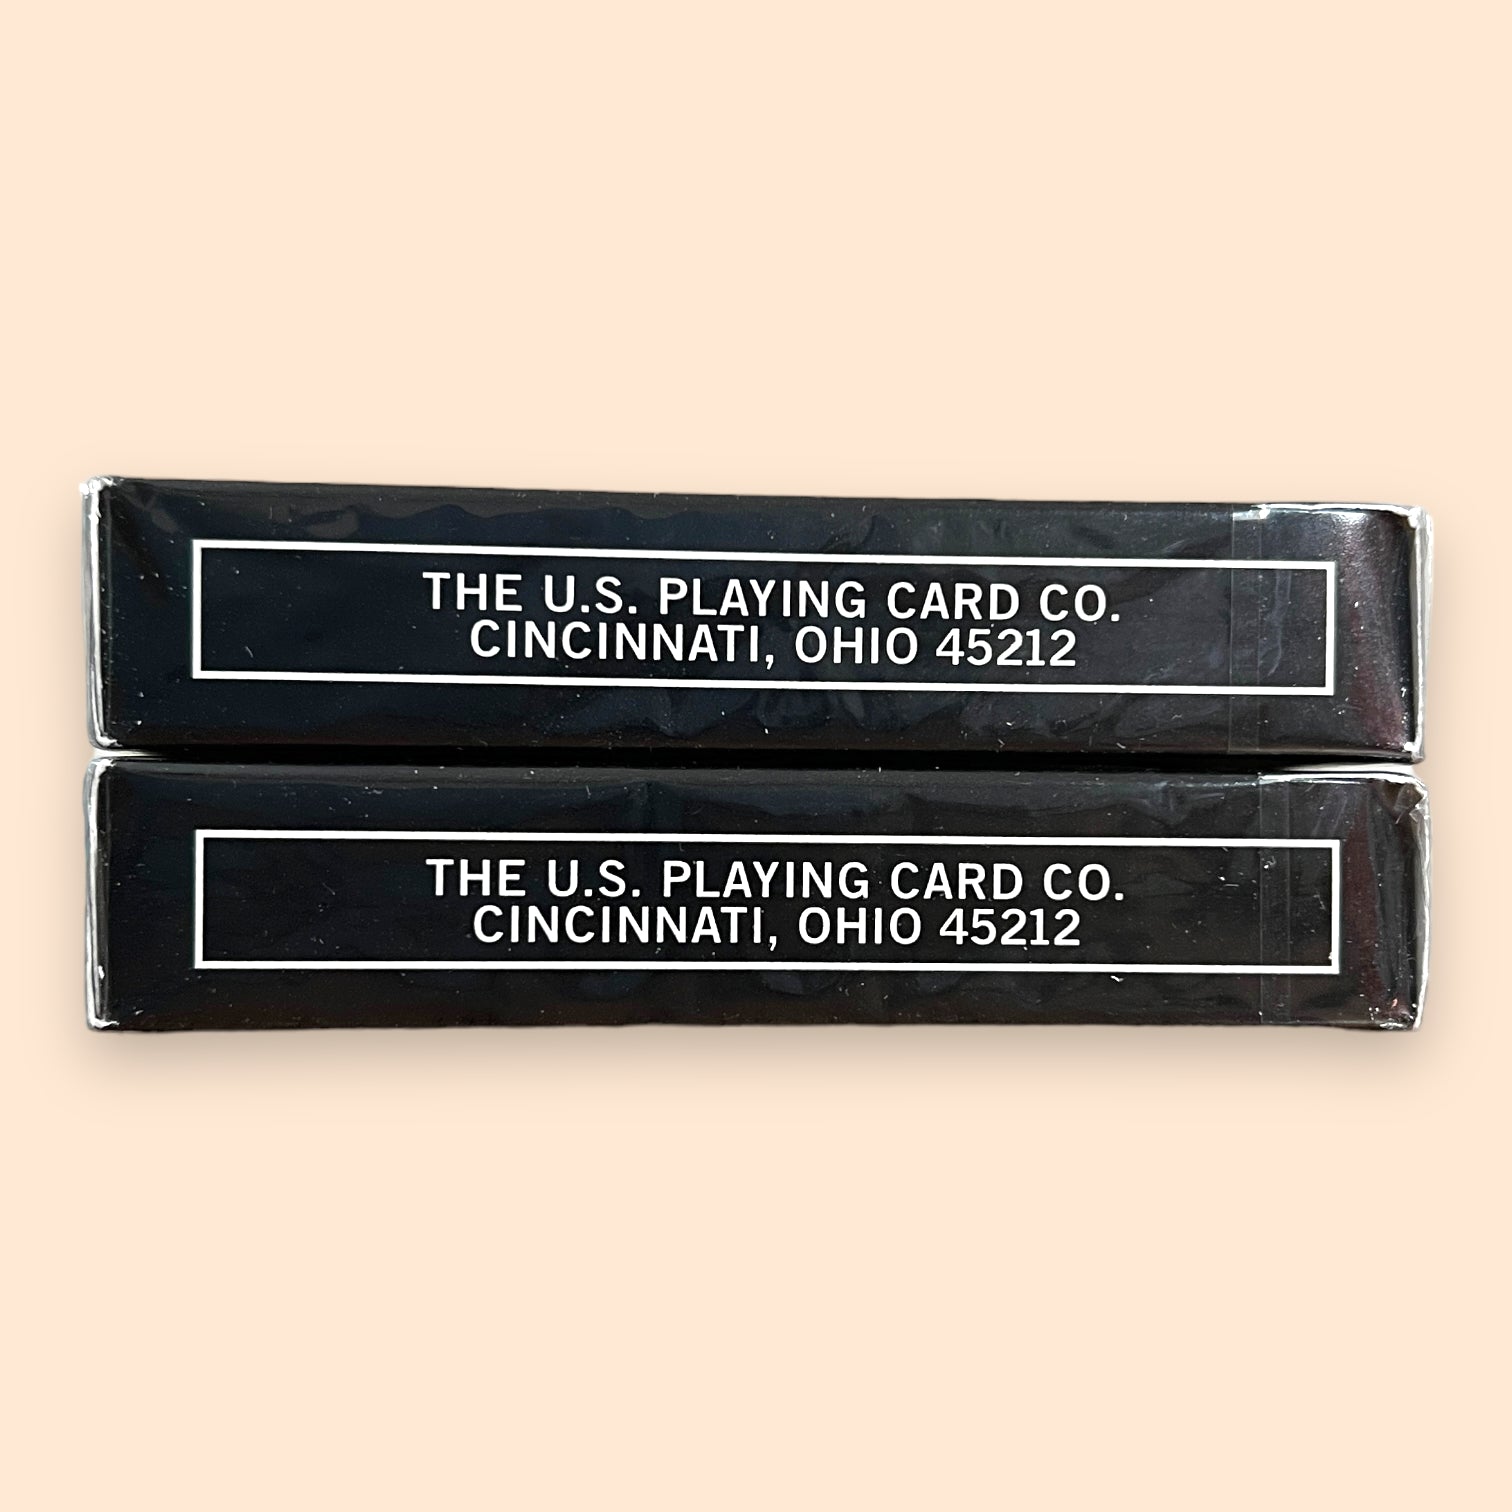 THE U.S. PLAYING CARD CO.
CINCINNATI, OHIO 45212
THE U.S. PLAYING CARD CO.
CINCINNATI, OHIO 45212